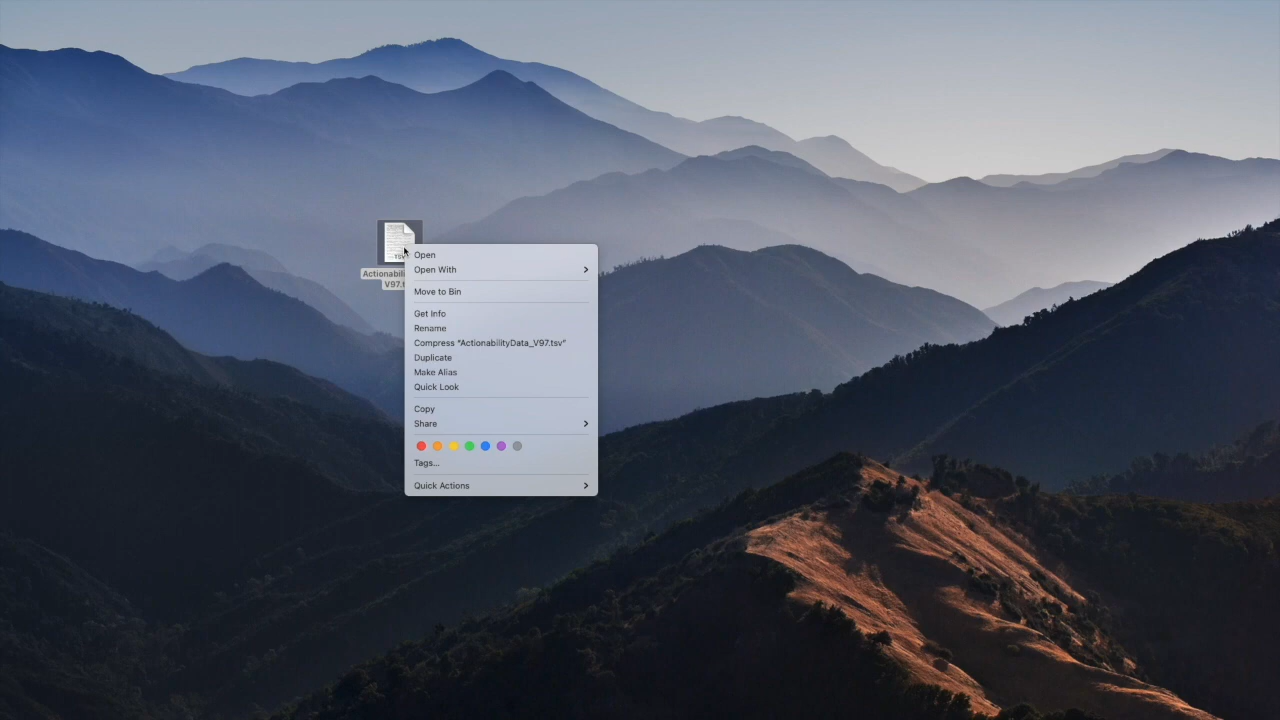 TSV
Actionabili
V97.t
Open
Open With
Move to Bin
Get Info
Rename
Compress “ActionabilityData_V97.tsv”
Duplicate
Make Alias
Quick Look
Copy
Share
Tags...
Quick Actions